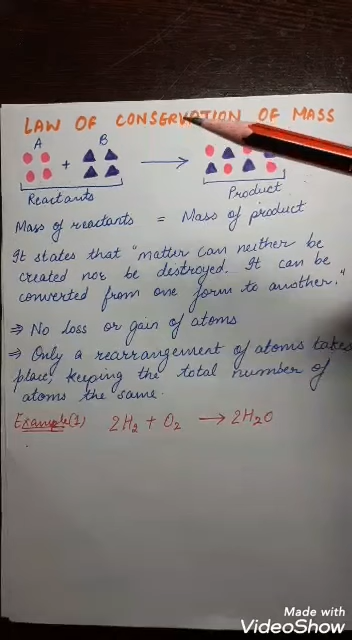 LAW OF CONSERVATION OF MASS
A B
+
Reactants Product
Mass of reactants = Mass of product
It states that "matter can neither be
created nor be destroyed. It can be
converted from one form to another."
⇒ No loss or gain of atoms
⇒ Only a rearrangement of atoms takes
place, keeping the total number of
atoms the same.
Example(1) 2H₂ + O₂ → 2H₂O
Made with
VideoShow